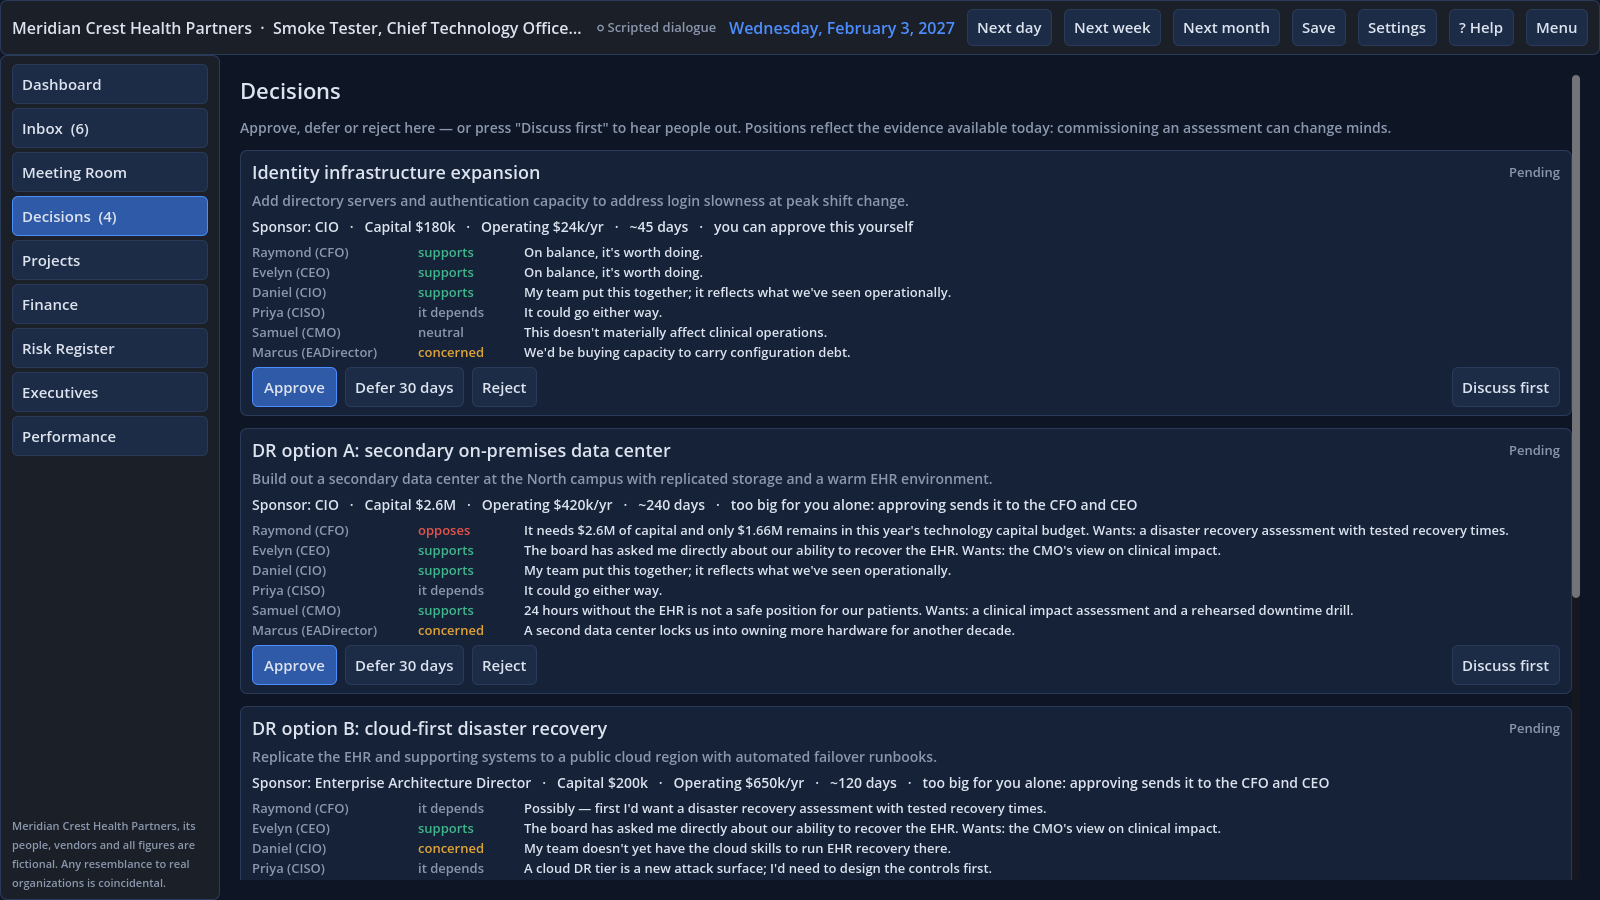 Meridian Crest Health Partners · Smoke Tester, Chief Technology Office...
Scripted dialogue
Wednesday, February 3, 2027
Next day
Next week
Next month
Save
Settings
? Help
Menu
Dashboard
Inbox (6)
Meeting Room
Decisions (4)
Projects
Finance
Risk Register
Executives
Performance
Meridian Crest Health Partners, its
people, vendors and all figures are
fictional. Any resemblance to real
organizations is coincidental.
Decisions
Approve, defer or reject here — or press "Discuss first" to hear people out. Positions reflect the evidence available today: commissioning an assessment can change minds.
Identity infrastructure expansion Pending
Add directory servers and authentication capacity to address login slowness at peak shift change.
Sponsor: CIO · Capital $180k · Operating $24k/yr · ~45 days · you can approve this yourself
Raymond (CFO) supports On balance, it's worth doing.
Evelyn (CEO) supports On balance, it's worth doing.
Daniel (CIO) supports My team put this together; it reflects what we've seen operationally.
Priya (CISO) it depends It could go either way.
Samuel (CMO) neutral This doesn't materially affect clinical operations.
Marcus (EADirector) concerned We'd be buying capacity to carry configuration debt.
Approve Defer 30 days Reject Discuss first
DR option A: secondary on-premises data center Pending
Build out a secondary data center at the North campus with replicated storage and a warm EHR environment.
Sponsor: CIO · Capital $2.6M · Operating $420k/yr · ~240 days · too big for you alone: approving sends it to the CFO and CEO
Raymond (CFO) opposes It needs $2.6M of capital and only $1.66M remains in this year's technology capital budget. Wants: a disaster recovery assessment with tested recovery times.
Evelyn (CEO) supports The board has asked me directly about our ability to recover the EHR. Wants: the CMO's view on clinical impact.
Daniel (CIO) supports My team put this together; it reflects what we've seen operationally.
Priya (CISO) it depends It could go either way.
Samuel (CMO) supports 24 hours without the EHR is not a safe position for our patients. Wants: a clinical impact assessment and a rehearsed downtime drill.
Marcus (EADirector) concerned A second data center locks us into owning more hardware for another decade.
Approve Defer 30 days Reject Discuss first
DR option B: cloud-first disaster recovery Pending
Replicate the EHR and supporting systems to a public cloud region with automated failover runbooks.
Sponsor: Enterprise Architecture Director · Capital $200k · Operating $650k/yr · ~120 days · too big for you alone: approving sends it to the CFO and CEO
Raymond (CFO) it depends Possibly — first I'd want a disaster recovery assessment with tested recovery times.
Evelyn (CEO) supports The board has asked me directly about our ability to recover the EHR. Wants: the CMO's view on clinical impact.
Daniel (CIO) concerned My team doesn't yet have the cloud skills to run EHR recovery there.
Priya (CISO) it depends A cloud DR tier is a new attack surface; I'd need to design the controls first.